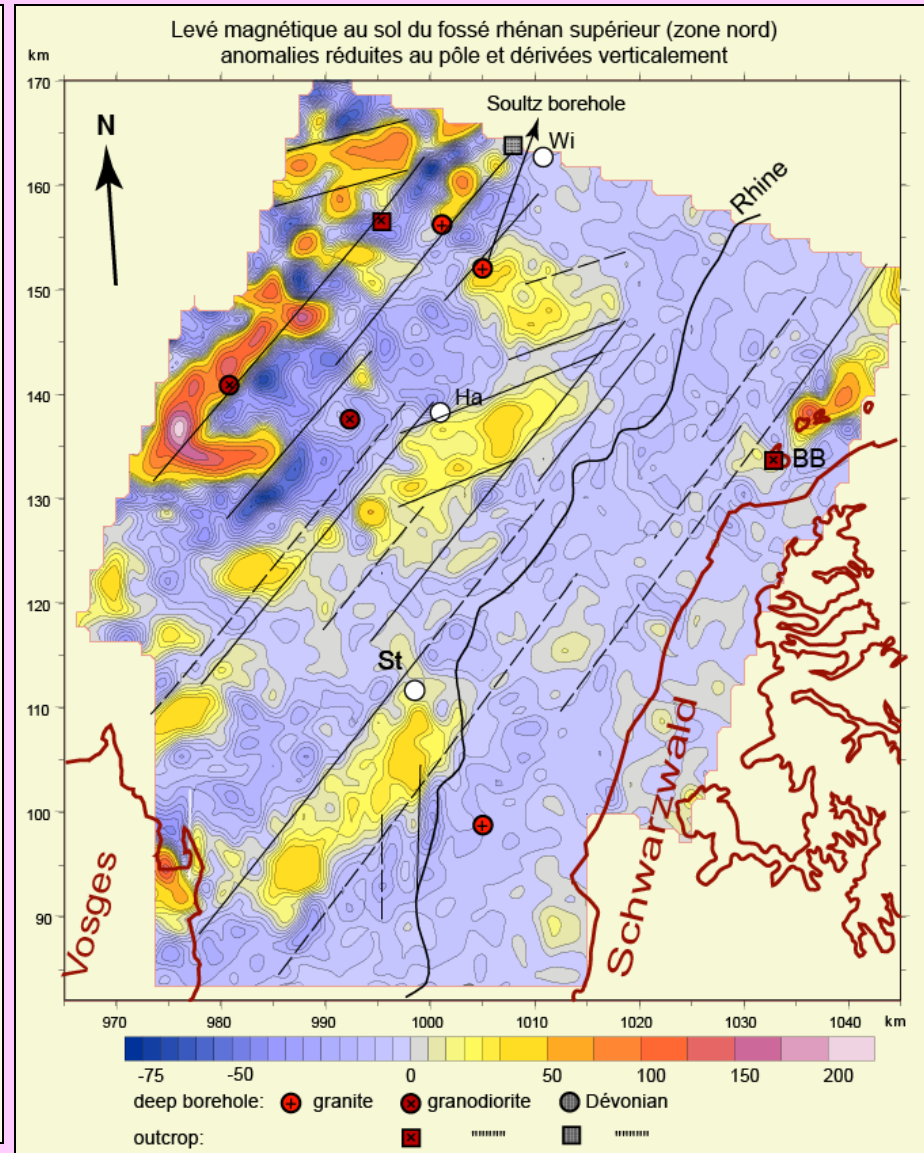 Levé magnétique au sol du fossé rhénan supérieur (zone nord)
anomalies réduites au pôle et dérivées verticalement
km
170
160
150
140
130
120
110
100
90
N
Soultz borehole
Wi
Rhine
Ha
BB
St
Vosges
Schwarzwald
970 980 990 1000 1010 1020 1030 1040 km
-75 -50 0 50 100 150 200
deep borehole: granite granodiorite Dévonian
outcrop: """"" """""